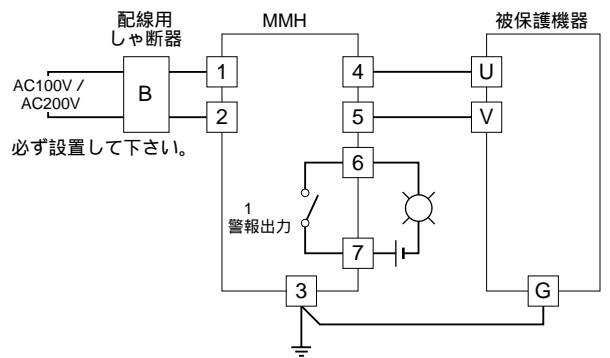 配線用
しゃ断器
MMH
被保護機器
AC100V /
AC200V
B
1
2
4
5
U
V
必ず設置して下さい。
6
1
警報出力
7
3
G